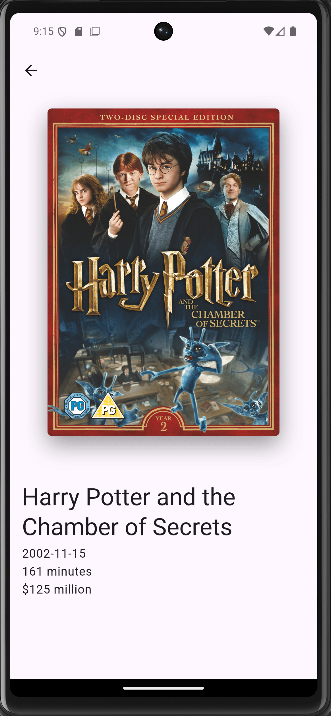 9:15
TWO-DISC SPECIAL EDITION
Harry Potter
AND
THE
CHAMBER
OF SECRETS™
PG
YEAR
2
Harry Potter and the
Chamber of Secrets
2002-11-15
161 minutes
$125 million